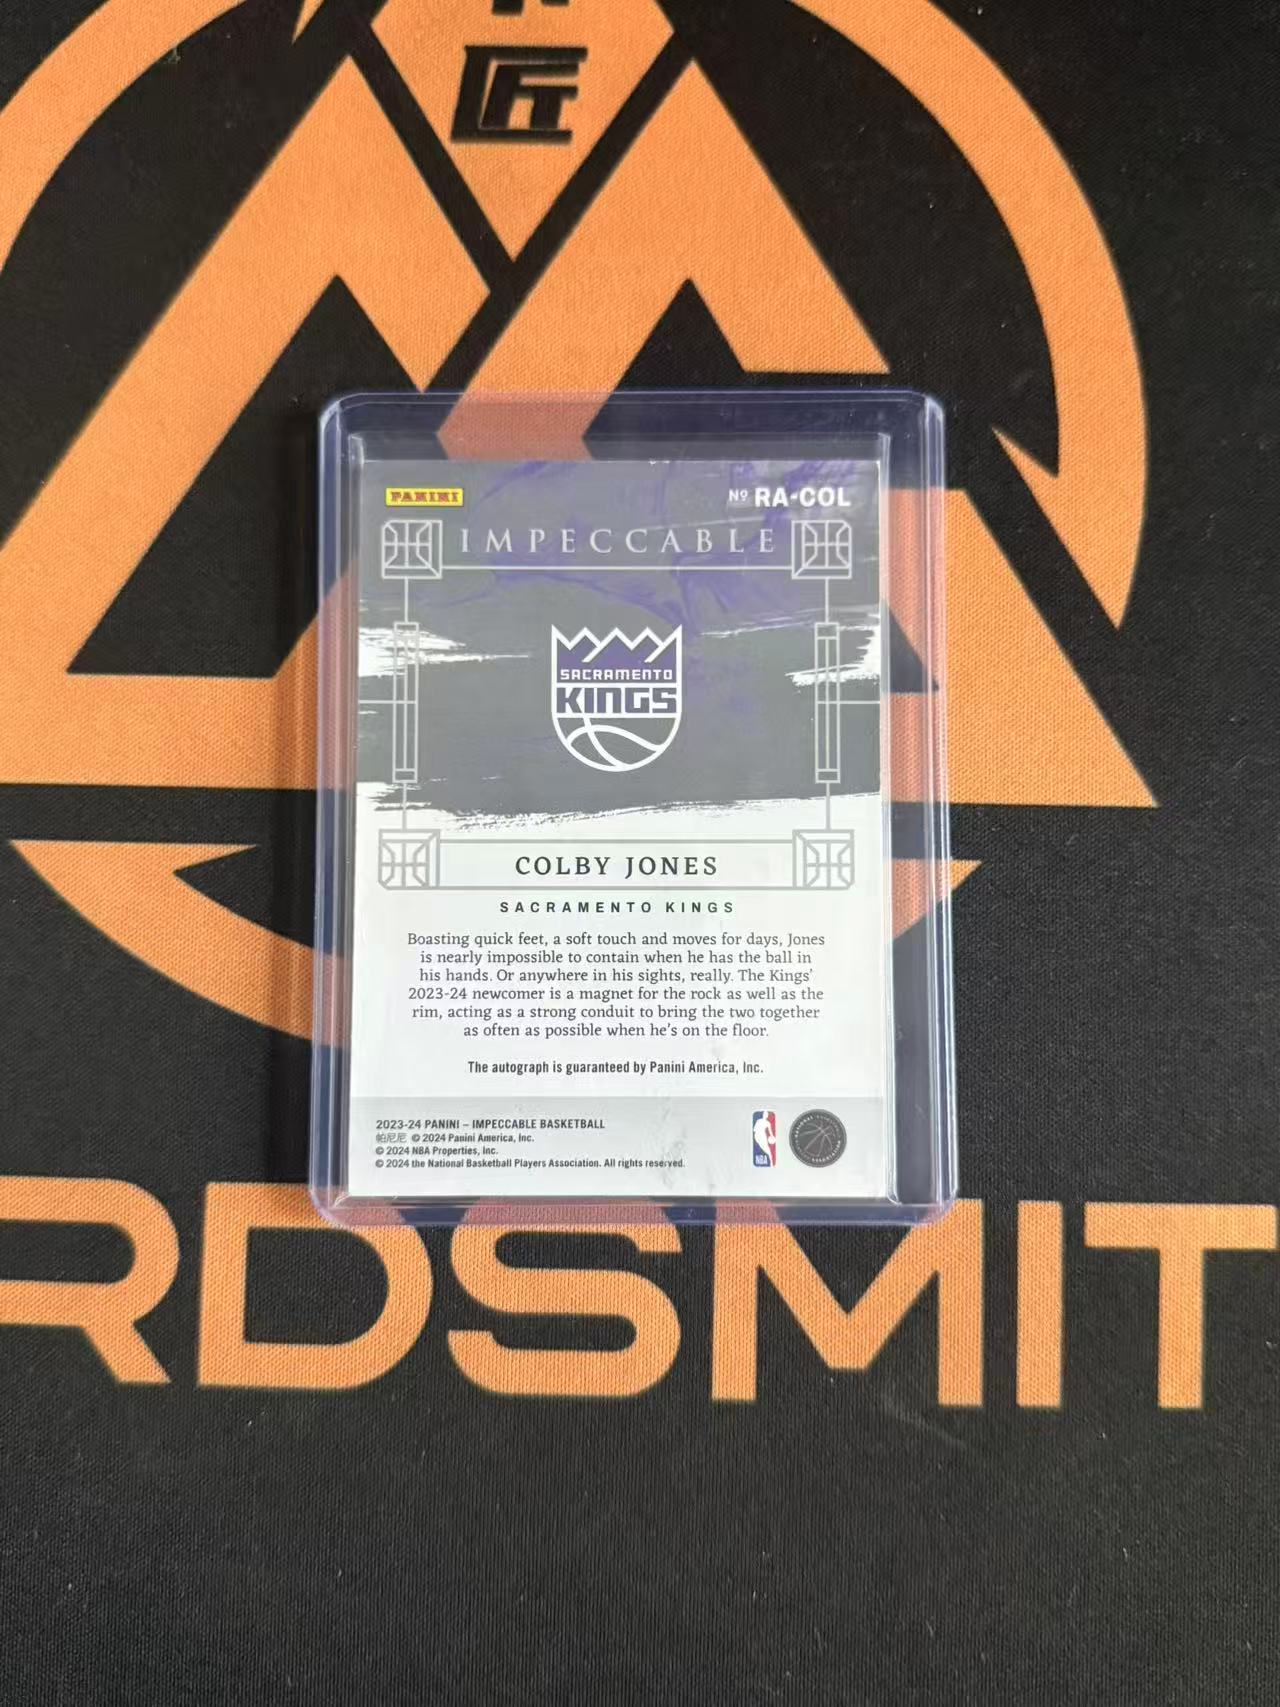 匠
PANINI
Nº RA-COL
IMPECCABLE
SACRAMENTO
KINGS
COLBY JONES
SACRAMENTO KINGS
Boasting quick feet, a soft touch and moves for days, Jones
is nearly impossible to contain when he has the ball in
his hands. Or anywhere in his sights, really. The Kings'
2023-24 newcomer is a magnet for the rock as well as the
rim, acting as a strong conduit to bring the two together
as often as possible when he's on the floor.
The autograph is guaranteed by Panini America, Inc.
2023-24 PANINI – IMPECCABLE BASKETBALL
帕尼尼 © 2024 Panini America, Inc.
© 2024 NBA Properties, Inc.
© 2024 the National Basketball Players Association. All rights reserved.
NBA
RDSMIT